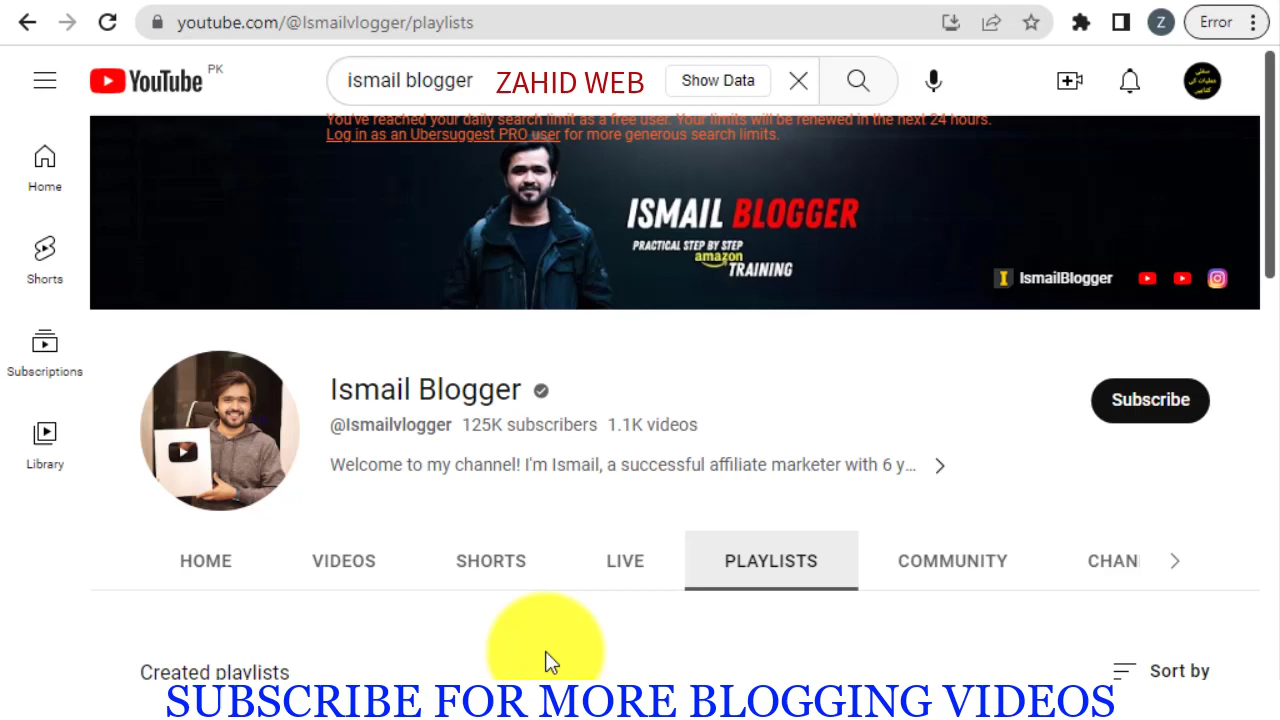 youtube.com/@Ismailvlogger/playlists
Z
Error
YouTube PK
ismail blogger
ZAHID WEB
Show Data
You've reached your daily search limit as a free user. Your limits will be renewed in the next 24 hours.
Log in as an Ubersuggest PRO user for more generous search limits.
Home
Shorts
Subscriptions
Library
ISMAIL BLOGGER
PRACTICAL STEP BY STEP
amazon
TRAINING
IsmailBlogger
Ismail Blogger
@Ismailvlogger 125K subscribers 1.1K videos
Welcome to my channel! I'm Ismail, a successful affiliate marketer with 6 y...
Subscribe
HOME VIDEOS SHORTS LIVE PLAYLISTS COMMUNITY CHAN
Created playlists
Sort by
SUBSCRIBE FOR MORE BLOGGING VIDEOS